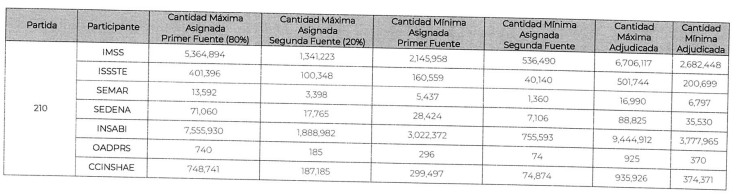 Partida Participante Cantidad Máxima Asignada Primer Fuente (80%) Cantidad Máxima Asignada Segunda Fuente (20%) Cantidad Mínima Asignada Primer Fuente Cantidad Mínima Asignada Segunda Fuente Cantidad Máxima Adjudicada Cantidad Mínima Adjudicada
210
IMSS 5,364,894 1,341,223 2,145,958 536,490 6,706,117 2,682,448
ISSSTE 401,396 100,348 160,559 40,140 501,744 200,699
SEMAR 13,592 3,398 5,437 1,360 16,990 6,797
SEDENA 71,060 17,765 28,424 7,106 88,825 35,530
INSABI 7,555,930 1,888,982 3,022,372 755,593 9,444,912 3,777,965
OADPRS 740 185 296 74 925 370
CCINSHAE 748,741 187,185 299,497 74,874 935,926 374,371